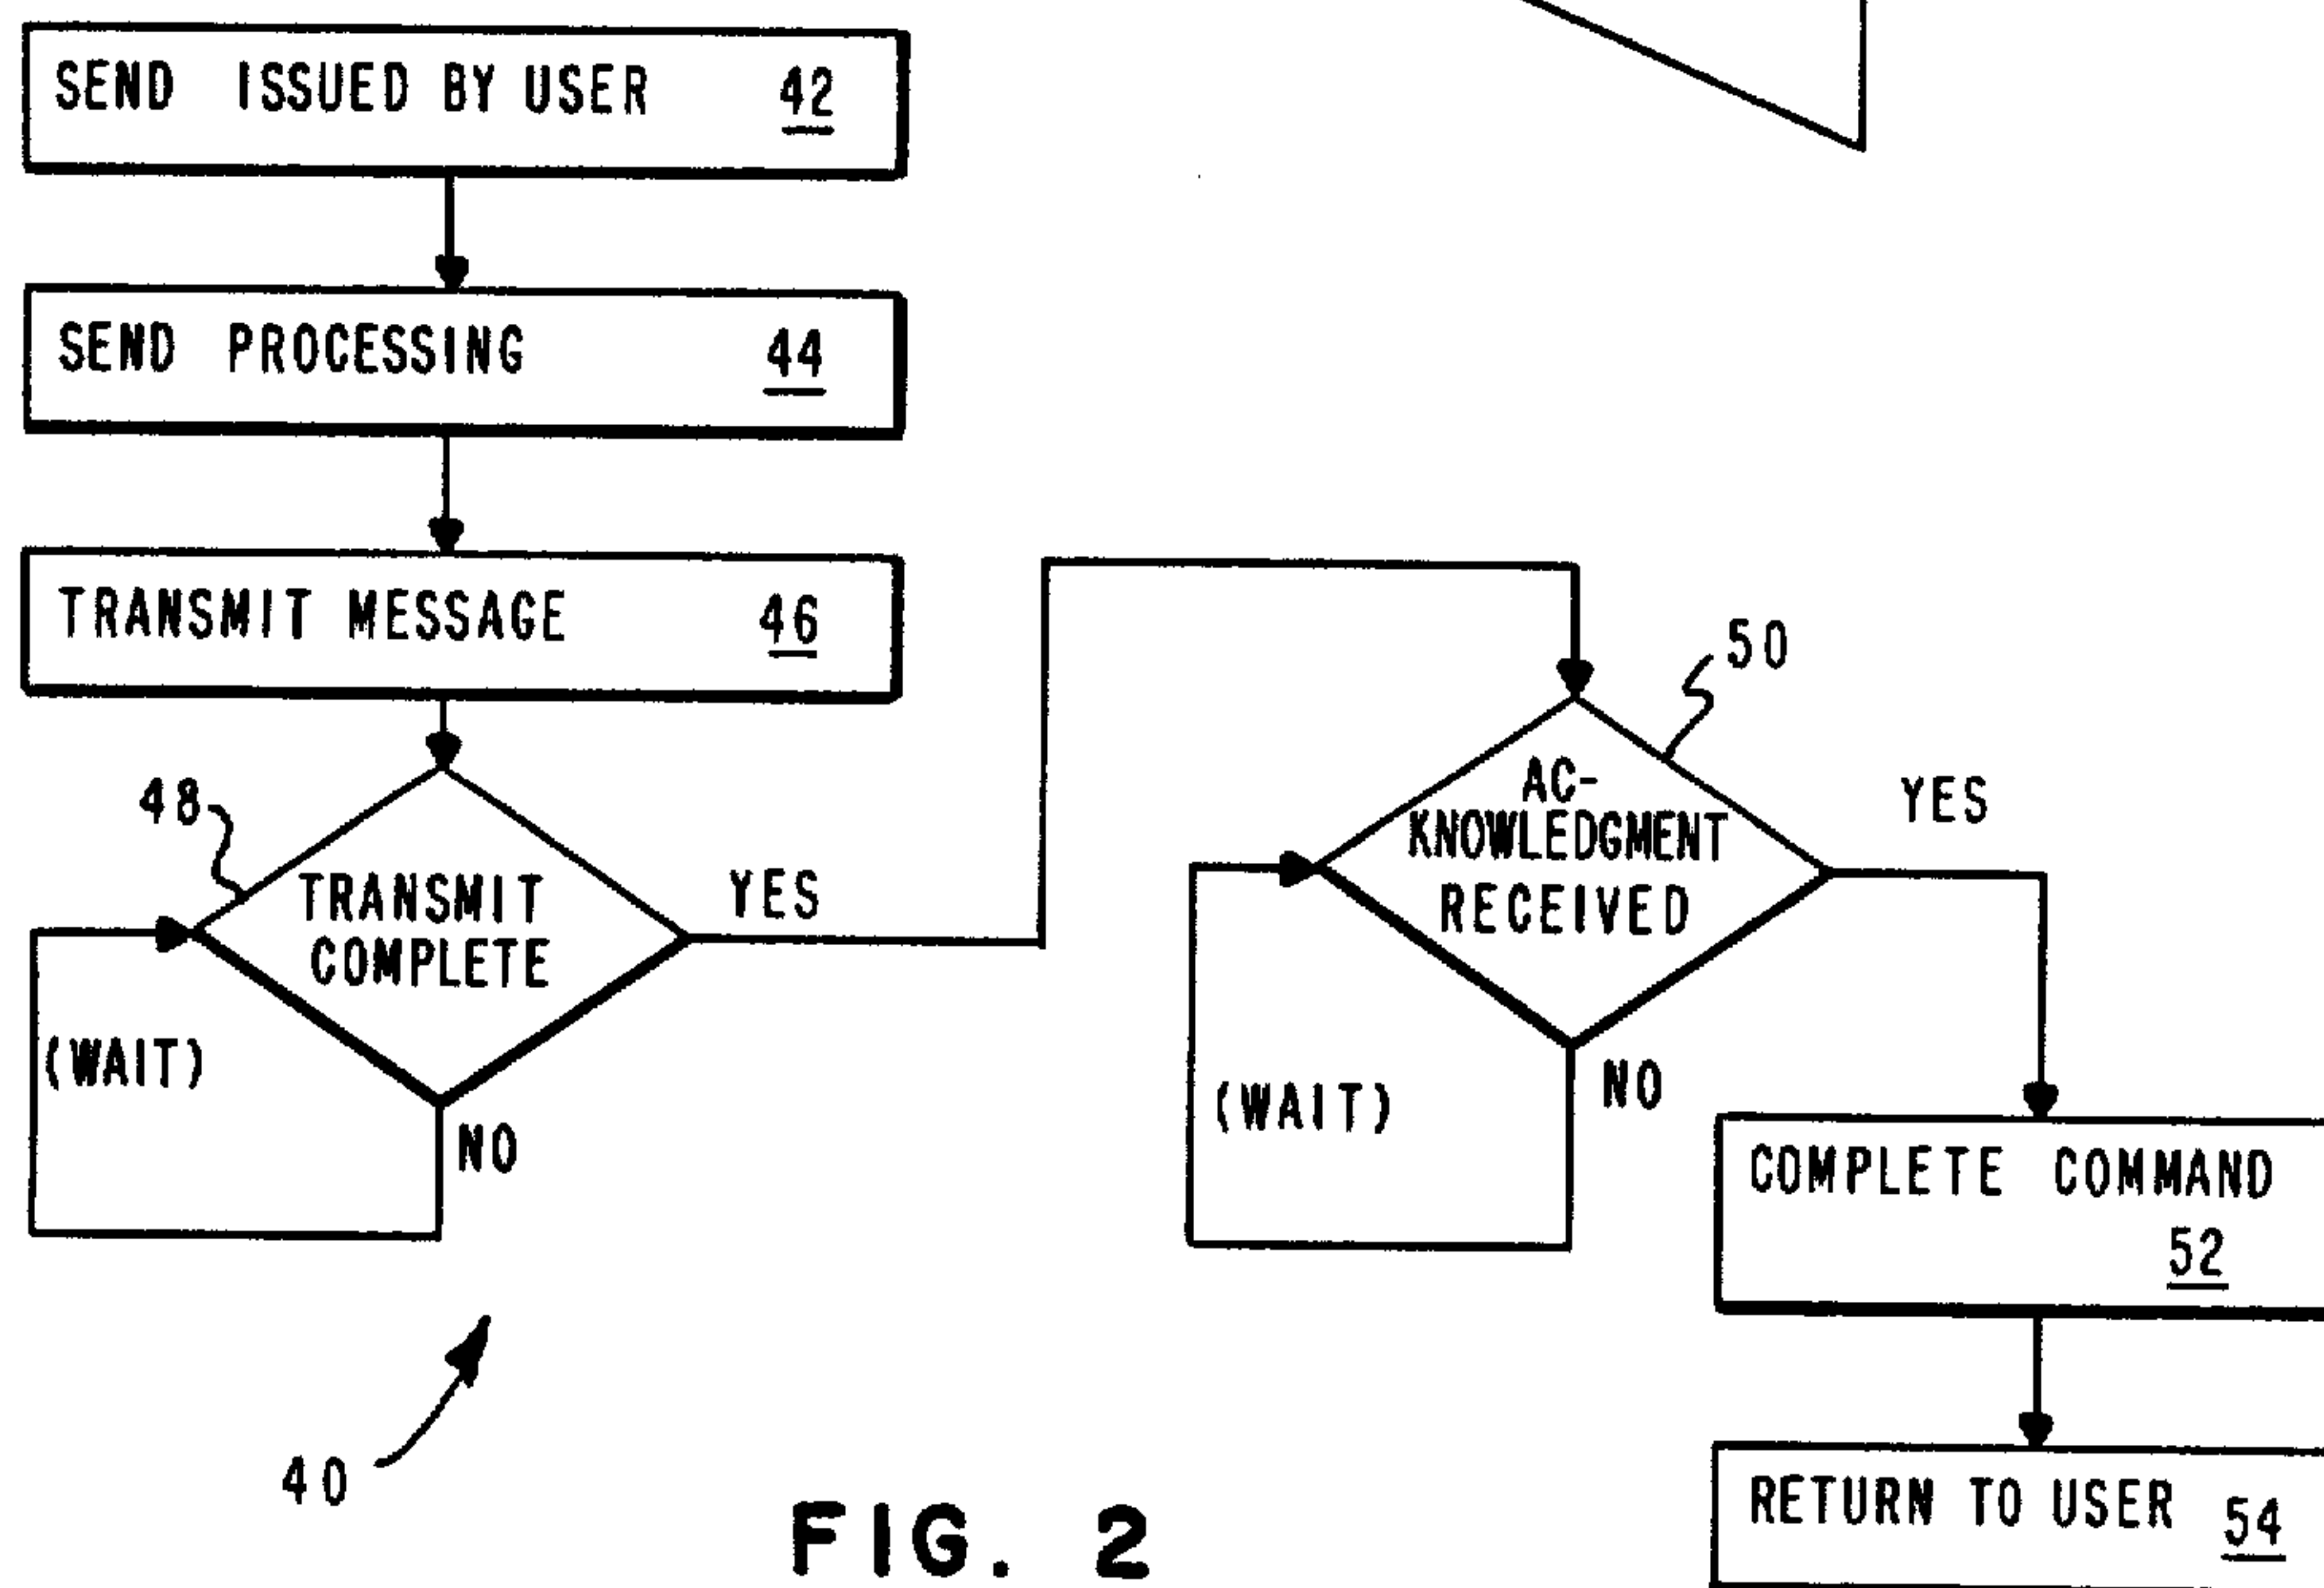 SEND ISSUED BY USER 42
SEND PROCESSING 44
TRANSMIT MESSAGE 46
48
TRANSMIT
COMPLETE
YES
(WAIT)
NO
50
AC-
KNOWLEDGMENT
RECEIVED
YES
(WAIT)
NO
COMPLETE COMMAND
52
RETURN TO USER 54
40
FIG. 2